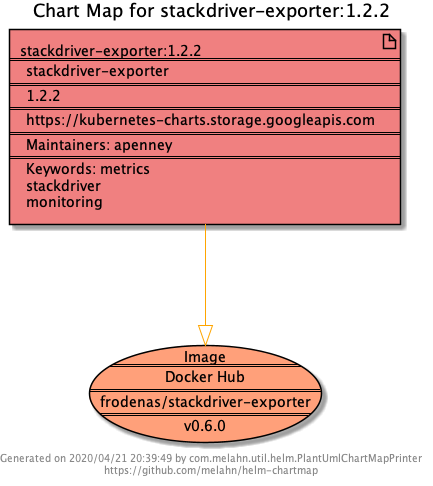 Chart Map for stackdriver-exporter:1.2.2
stackdriver-exporter:1.2.2
stackdriver-exporter
1.2.2
https://kubernetes-charts.storage.googleapis.com
Maintainers: apenney
Keywords: metrics
stackdriver
monitoring
Image
Docker Hub
frodenas/stackdriver-exporter
v0.6.0
Generated on 2020/04/21 20:39:49 by com.melahn.util.helm.PlantUmlChartMapPrinter
https://github.com/melahn/helm-chartmap